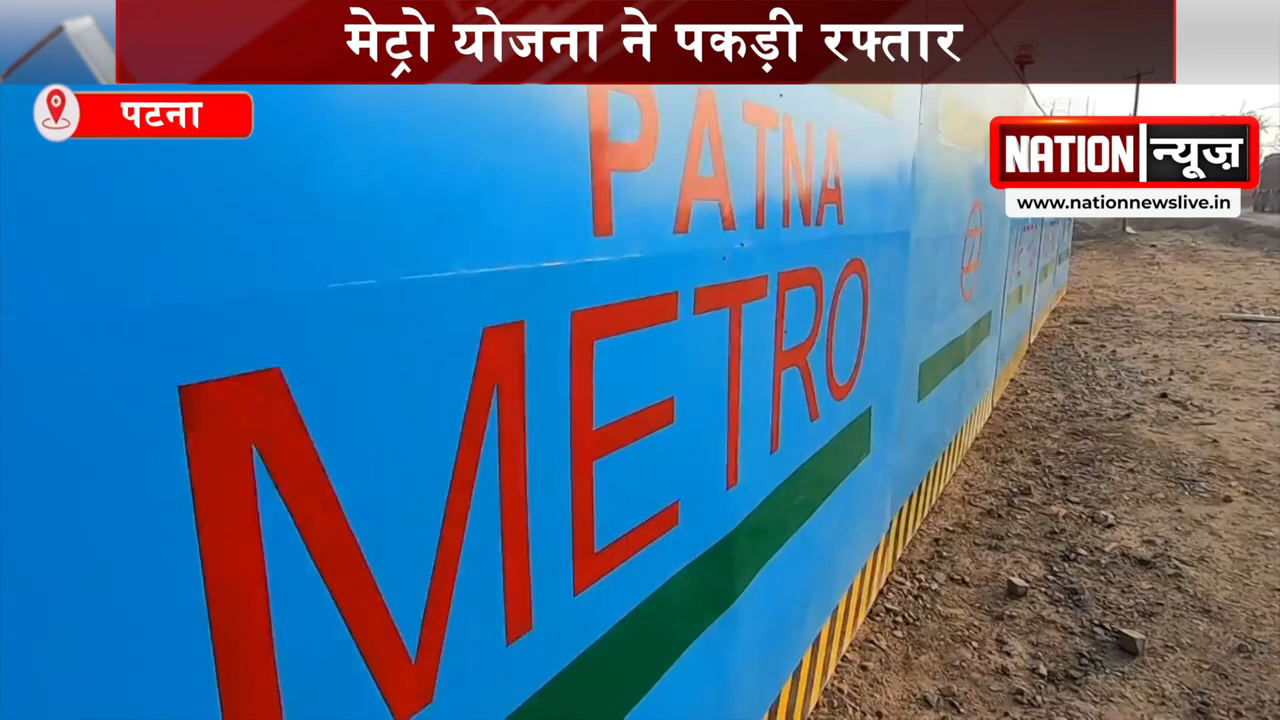 मेट्रो योजना ने पकड़ी रफ्तार
पटना
NATION न्यूज़
www.nationnewslive.in
PATNA
METRO